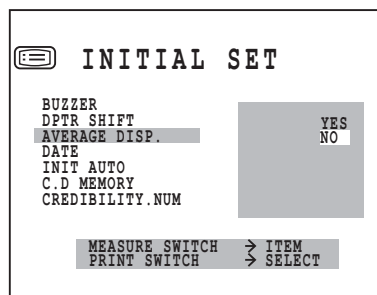 INITIAL SET
BUZZER
DPTR SHIFT
AVERAGE DISP.
DATE
INIT AUTO
C.D MEMORY
CREDIBILITY.NUM
YES
NO
MEASURE SWITCH → ITEM
PRINT SWITCH → SELECT